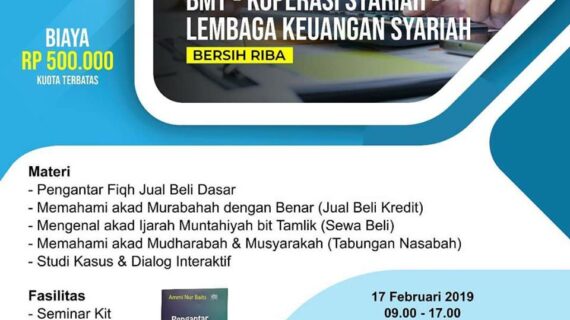 BMT - KOPERASI SYARIAH -
LEMBAGA KEUANGAN SYARIAH
BERSIH RIBA
BIAYA
RP 500.000
KUOTA TERBATAS
Materi
- Pengantar Fiqh Jual Beli Dasar
- Memahami akad Murabahah dengan Benar (Jual Beli Kredit)
- Mengenal akad Ijarah Muntahiyah bit Tamlik (Sewa Beli)
- Memahami akad Mudharabah & Musyarakah (Tabungan Nasabah)
- Studi Kasus & Dialog Interaktif
Fasilitas
- Seminar Kit
Ammi Nur Baits
Pengantar
17 Februari 2019
09.00 - 17.00